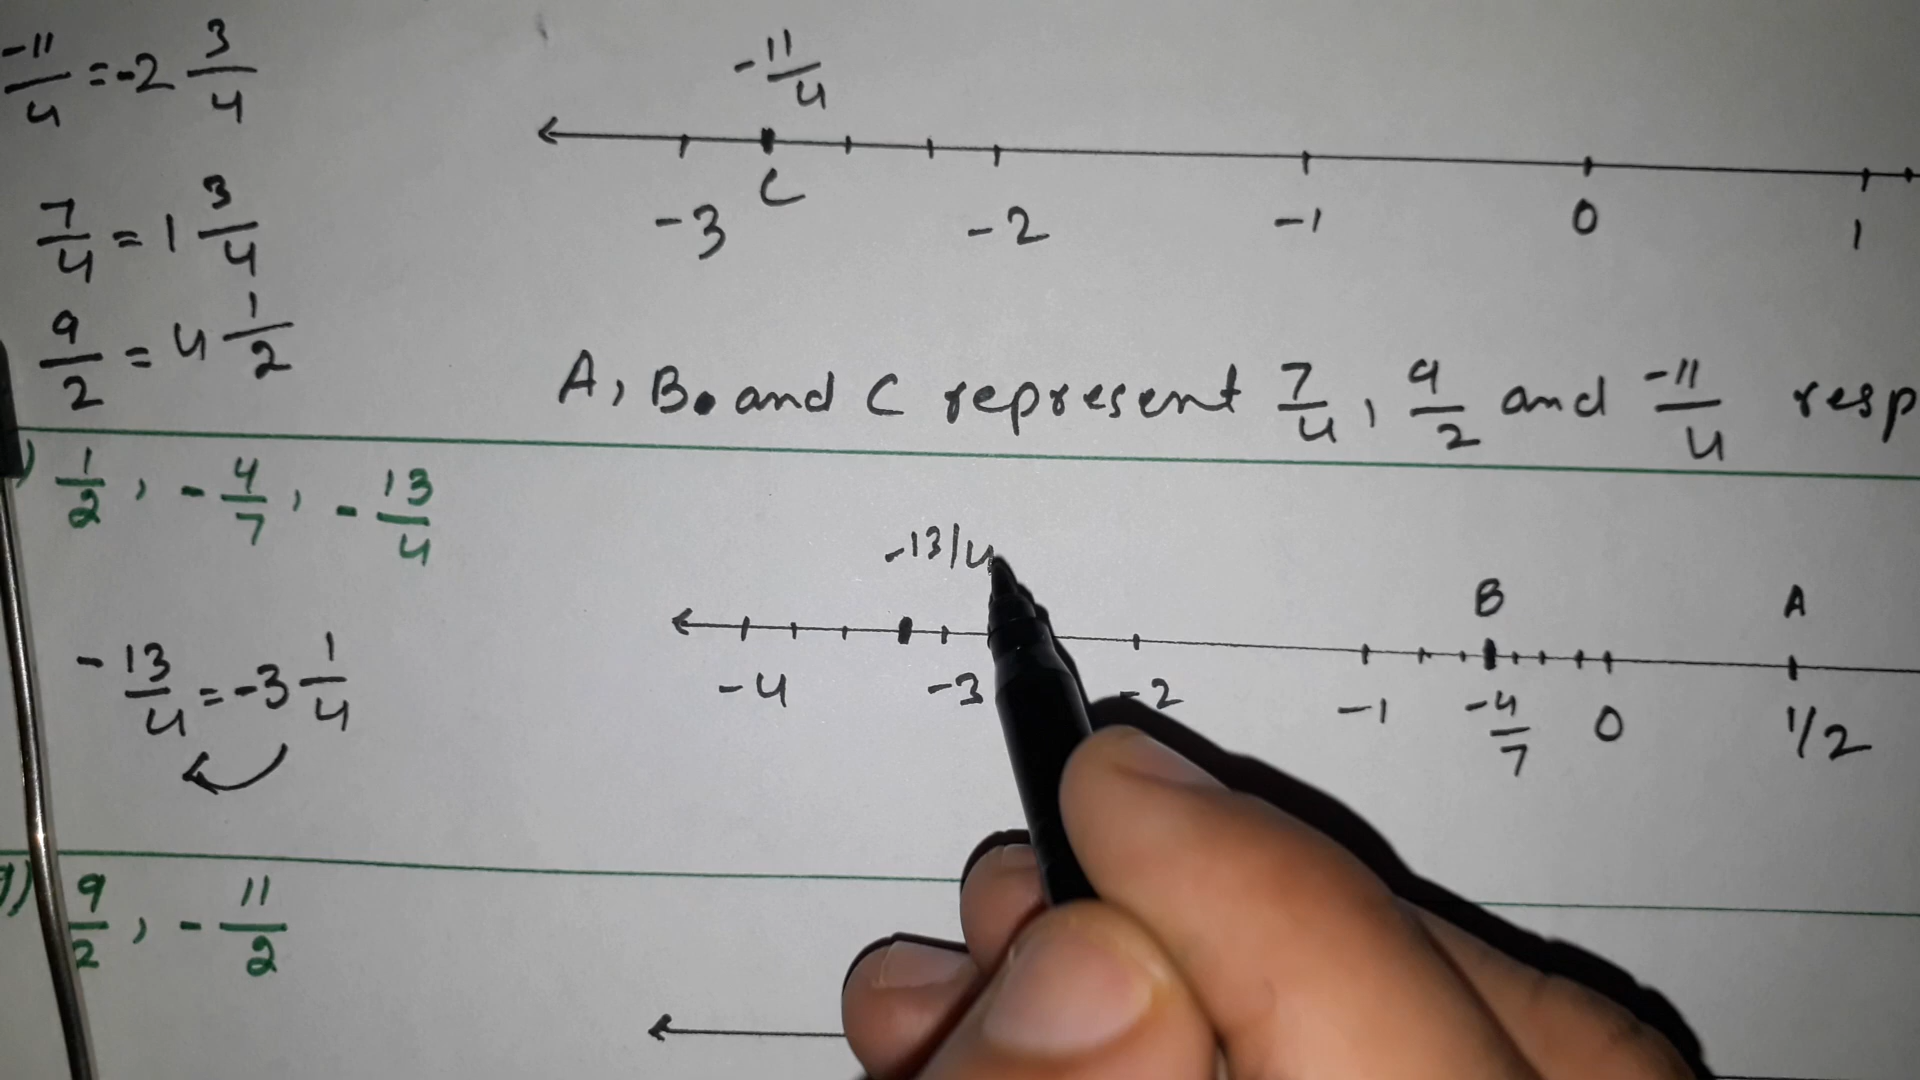 -11/4 = -2 3/4
-11/4
C
-3 -2 -1 0 1
7/4 = 1 3/4
9/2 = 4 1/2
A, B. and C represent 7/4, 9/2 and -11/4 resp
) 1/2, -4/7, -13/4
-13/4
B A
-4 -3 -2 -1 -4/7 0 1/2
-13/4 = -3 1/4
) 9/2, -11/2